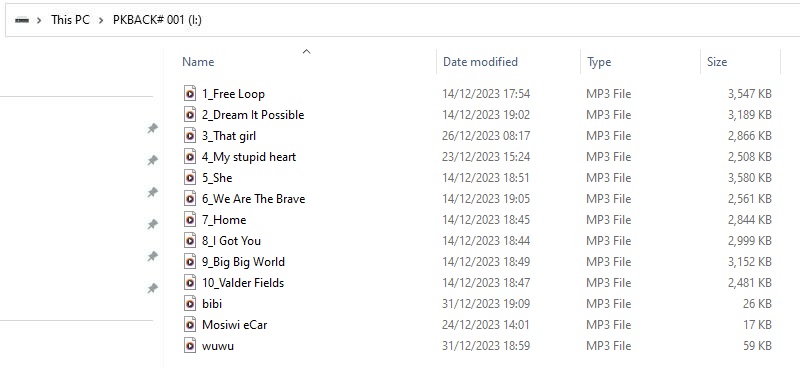 This PC > PKBACK# 001 (I:)
Name Date modified Type Size
1_Free Loop 14/12/2023 17:54 MP3 File 3,547 KB
2_Dream It Possible 14/12/2023 19:02 MP3 File 3,189 KB
3_That girl 26/12/2023 08:17 MP3 File 2,866 KB
4_My stupid heart 23/12/2023 15:24 MP3 File 2,508 KB
5_She 14/12/2023 18:51 MP3 File 3,580 KB
6_We Are The Brave 14/12/2023 19:05 MP3 File 2,561 KB
7_Home 14/12/2023 18:45 MP3 File 2,844 KB
8_I Got You 14/12/2023 18:44 MP3 File 2,999 KB
9_Big Big World 14/12/2023 18:49 MP3 File 3,152 KB
10_Valder Fields 14/12/2023 18:47 MP3 File 2,481 KB
bibi 31/12/2023 19:09 MP3 File 26 KB
Mosiwi eCar 24/12/2023 14:01 MP3 File 17 KB
wuwu 31/12/2023 18:59 MP3 File 59 KB